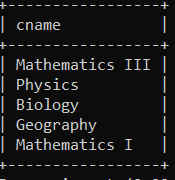 cname
Mathematics III
Physics
Biology
Geography
Mathematics I